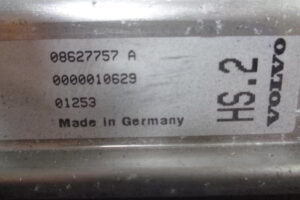 08627757 A
0000010629
01253
Made in Germany
HS.2
VOLVO